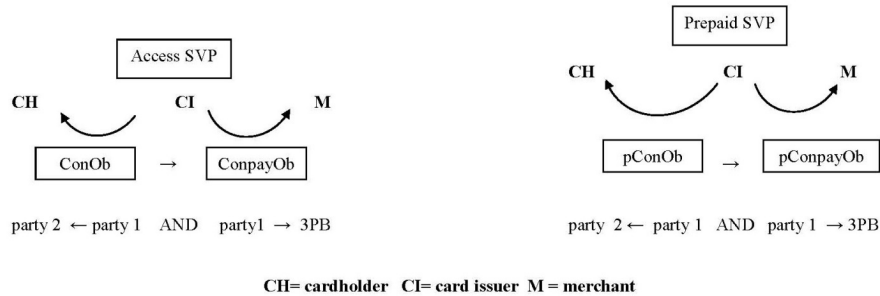 Access SVP
CH CI M
ConOb → ConpayOb
party 2 ← party 1 AND party1 → 3PB
Prepaid SVP
CH CI M
pConOb → pConpayOb
party 2 ← party 1 AND party 1 → 3PB
CH= cardholder CI= card issuer M = merchant